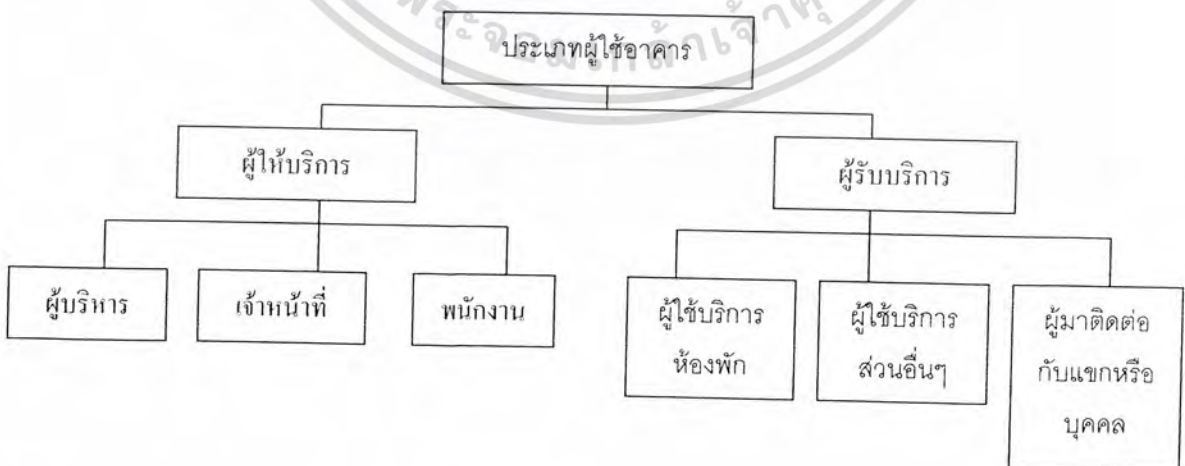 ประเภทผู้ใช้อาคาร
ผู้ให้บริการ
ผู้รับบริการ
ผู้บริหาร
เจ้าหน้าที่
พนักงาน
ผู้ใช้บริการ
ห้องพัก
ผู้ใช้บริการ
ส่วนอื่นๆ
ผู้มาติดต่อ
กับแขกหรือ
บุคคล